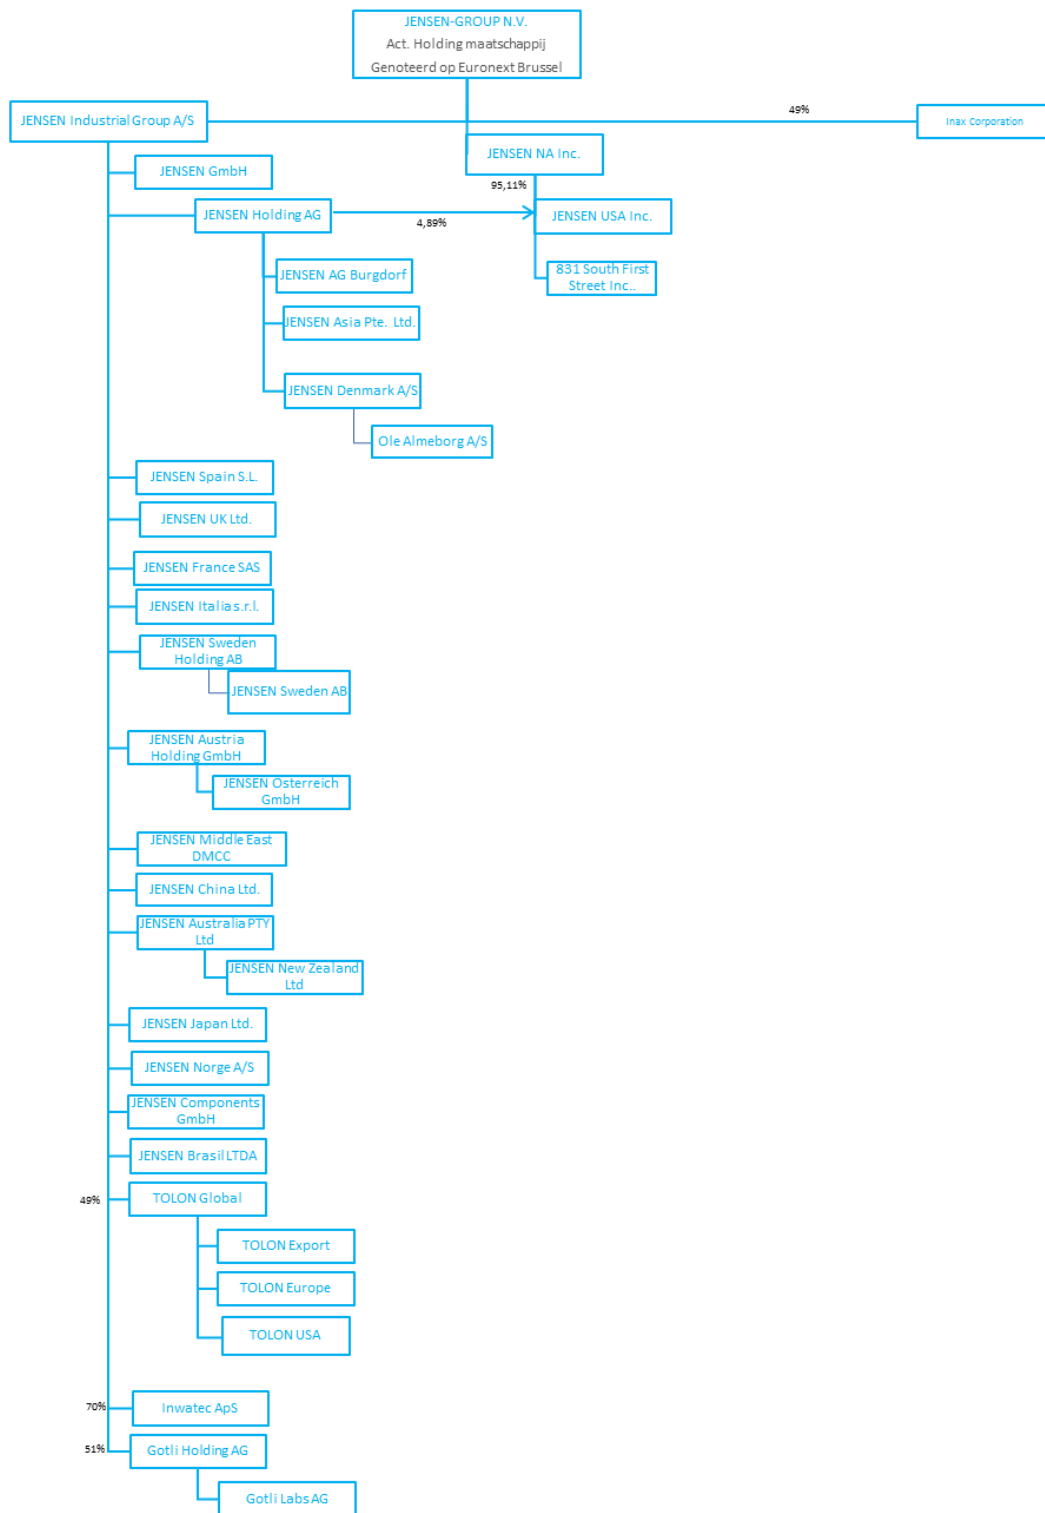 JENSEN-GROUP N.V.
Act. Holding maatschappij
Genoteerd op Euronext Brussel
JENSEN Industrial Group A/S
49%
Inax Corporation
JENSEN NA Inc.
JENSEN GmbH
95,11%
JENSEN Holding AG
4,89%
JENSEN USA Inc.
JENSEN AG Burgdorf
831 South First
Street Inc..
JENSEN Asia Pte. Ltd.
JENSEN Denmark A/S
Ole Almeborg A/S
JENSEN Spain S.L.
JENSEN UK Ltd.
JENSEN France SAS
JENSEN Italia s.r.l.
JENSEN Sweden
Holding AB
JENSEN Sweden AB
JENSEN Austria
Holding GmbH
JENSEN Osterreich
GmbH
JENSEN Middle East
DMCC
JENSEN China Ltd.
JENSEN Australia PTY
Ltd
JENSEN New Zealand
Ltd
JENSEN Japan Ltd.
JENSEN Norge A/S
JENSEN Components
GmbH
JENSEN Brasil LTDA
49%
TOLON Global
TOLON Export
TOLON Europe
TOLON USA
70%
Inwatec ApS
51%
Gotli Holding AG
Gotli Labs AG